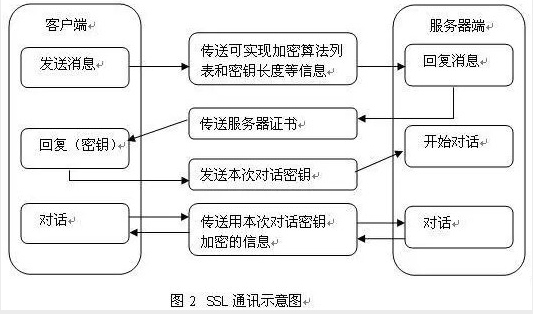 客户端
服务器端
发送消息
传送可实现加密算法列
表和密钥长度等信息
回复消息
传送服务器证书
回复（密钥）
开始对话
发送本次对话密钥
对话
传送用本次对话密钥
加密的信息
对话
图 2 SSL 通讯示意图